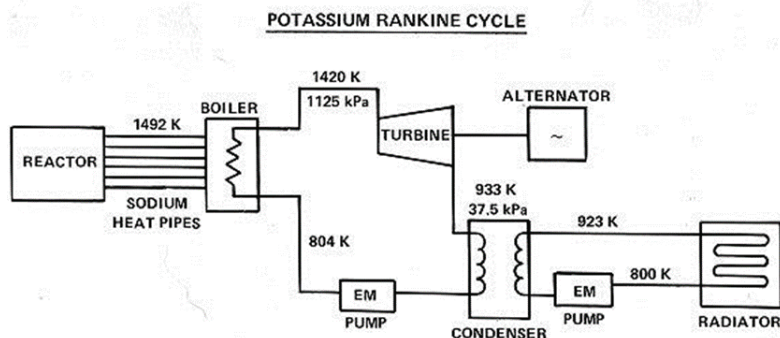 POTASSIUM RANKINE CYCLE
1420 K
1125 kPa
BOILER
ALTERNATOR
1492 K
TURBINE
~
REACTOR
SODIUM
HEAT PIPES
933 K
37.5 kPa
923 K
804 K
800 K
EM
PUMP
EM
PUMP
CONDENSER
RADIATOR